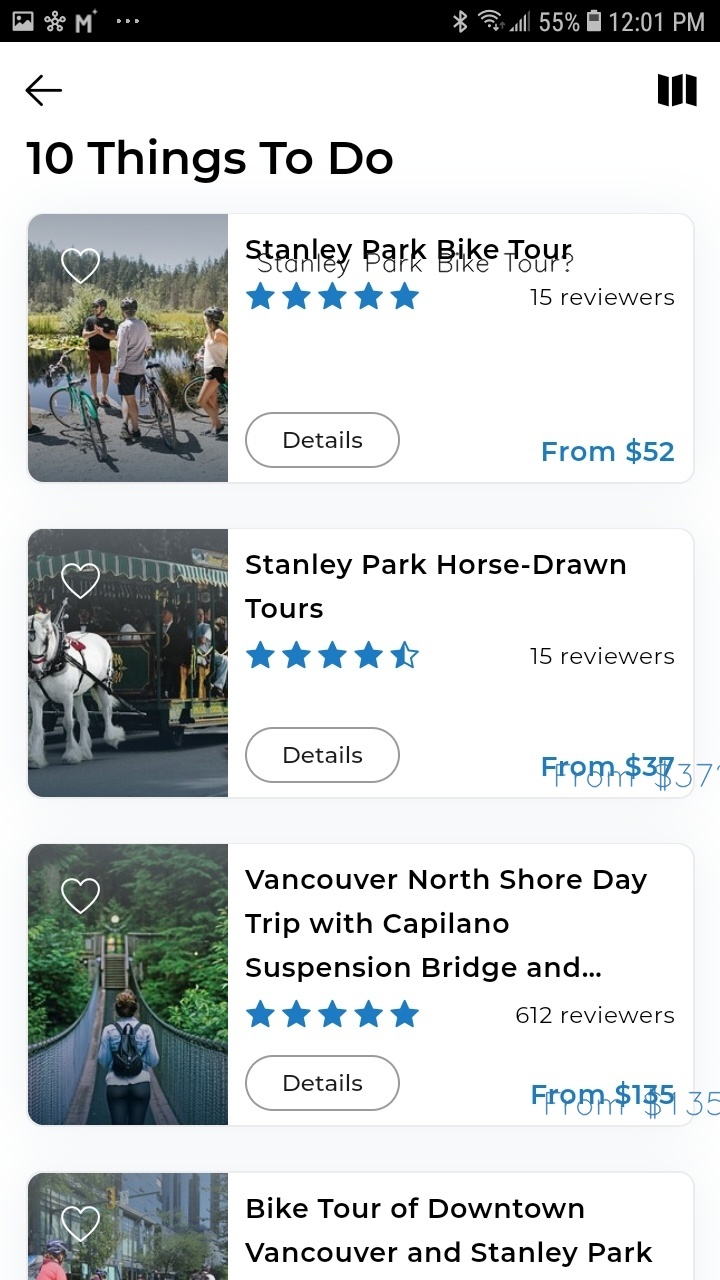 55% 12:01 PM
10 Things To Do
Stanley Park Bike Tour
Stanley Park Bike Tour?
15 reviewers
Details
From $52
Stanley Park Horse-Drawn
Tours
15 reviewers
Details
From $37
From $37?
Vancouver North Shore Day
Trip with Capilano
Suspension Bridge and...
612 reviewers
Details
From $135
From $135
Bike Tour of Downtown
Vancouver and Stanley Park